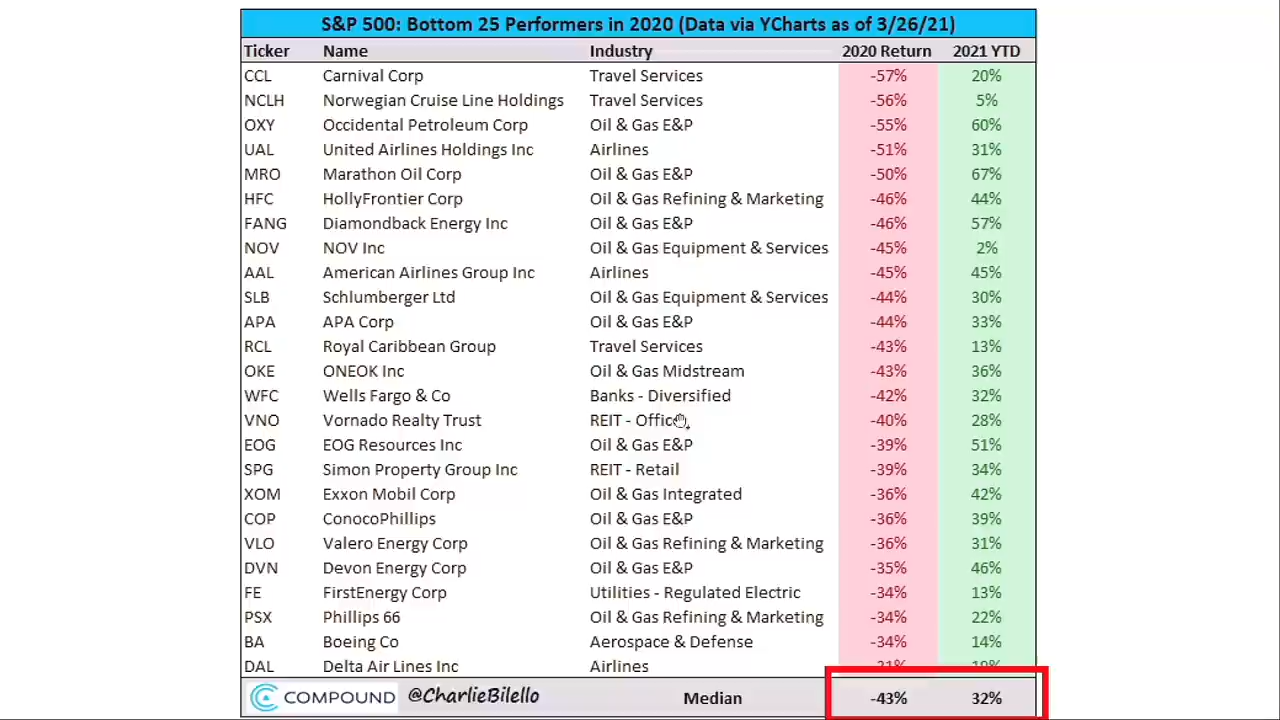 S&P 500: Bottom 25 Performers in 2020 (Data via YCharts as of 3/26/21)
Ticker Name Industry 2020 Return 2021 YTD
CCL Carnival Corp Travel Services -57% 20%
NCLH Norwegian Cruise Line Holdings Travel Services -56% 5%
OXY Occidental Petroleum Corp Oil & Gas E&P -55% 60%
UAL United Airlines Holdings Inc Airlines -51% 31%
MRO Marathon Oil Corp Oil & Gas E&P -50% 67%
HFC HollyFrontier Corp Oil & Gas Refining & Marketing -46% 44%
FANG Diamondback Energy Inc Oil & Gas E&P -46% 57%
NOV NOV Inc Oil & Gas Equipment & Services -45% 2%
AAL American Airlines Group Inc Airlines -45% 45%
SLB Schlumberger Ltd Oil & Gas Equipment & Services -44% 30%
APA APA Corp Oil & Gas E&P -44% 33%
RCL Royal Caribbean Group Travel Services -43% 13%
OKE ONEOK Inc Oil & Gas Midstream -43% 36%
WFC Wells Fargo & Co Banks - Diversified -42% 32%
VNO Vornado Realty Trust REIT - Office -40% 28%
EOG EOG Resources Inc Oil & Gas E&P -39% 51%
SPG Simon Property Group Inc REIT - Retail -39% 34%
XOM Exxon Mobil Corp Oil & Gas Integrated -36% 42%
COP ConocoPhillips Oil & Gas E&P -36% 39%
VLO Valero Energy Corp Oil & Gas Refining & Marketing -36% 31%
DVN Devon Energy Corp Oil & Gas E&P -35% 46%
FE FirstEnergy Corp Utilities - Regulated Electric -34% 13%
PSX Phillips 66 Oil & Gas Refining & Marketing -34% 22%
BA Boeing Co Aerospace & Defense -34% 14%
DAL Delta Air Lines Inc Airlines
COMPOUND @CharlieBilello Median -43% 32%